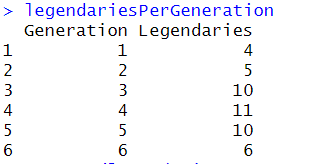 > legendariesPerGeneration
Generation Legendaries
1 1 4
2 2 5
3 3 10
4 4 11
5 5 10
6 6 6